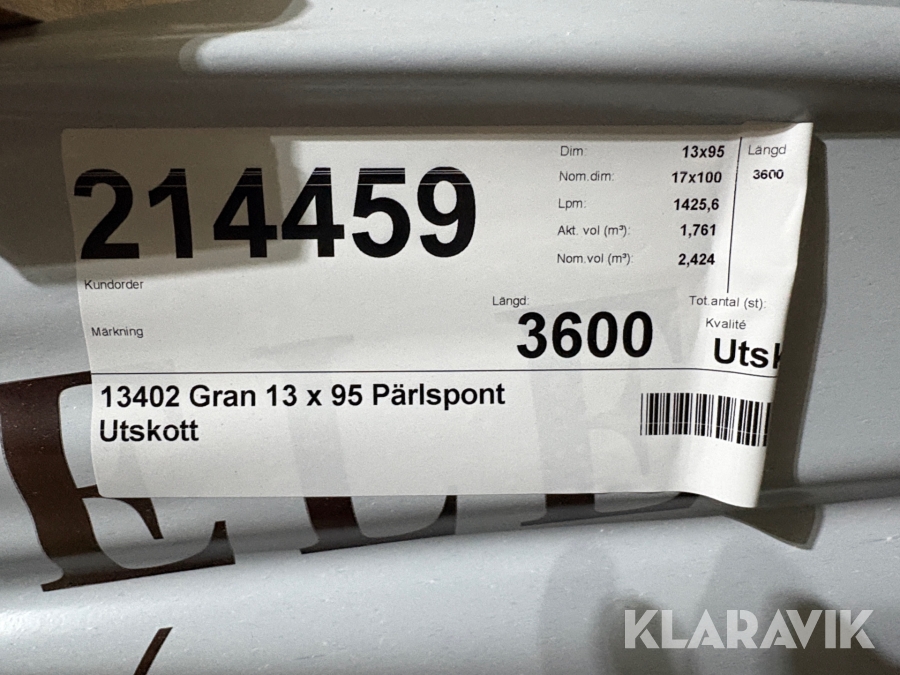 214459
Dim: 13x95
Nom.dim: 17x100
Lpm: 1425,6
Akt. vol (m³): 1,761
Nom.vol (m³): 2,424
Längd
3600
Kundorder
Märkning
Längd:
3600
Tot.antal (st):
Kvalité
13402 Gran 13 x 95 Pärlspont
Utskott
KLARAVIK